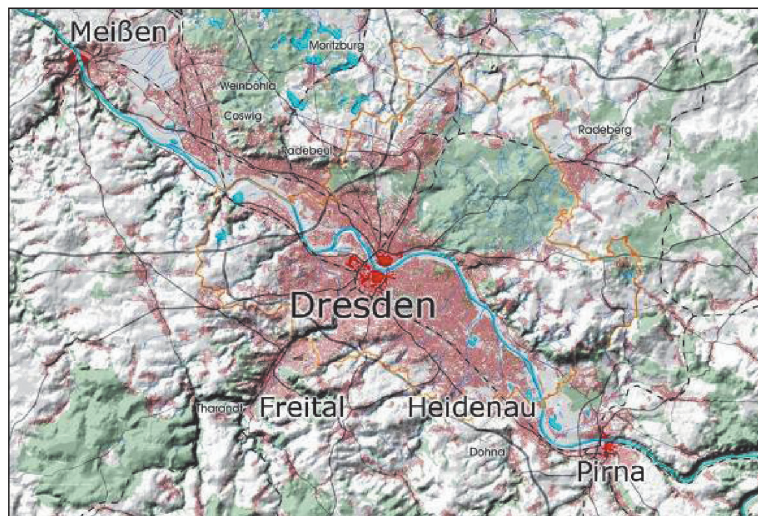 Meißen
Moritzburg
Weinböhla
Coswig
Radebeul
Radeberg
Dresden
Tharandt
Freital
Heidenau
Dohna
Pirna